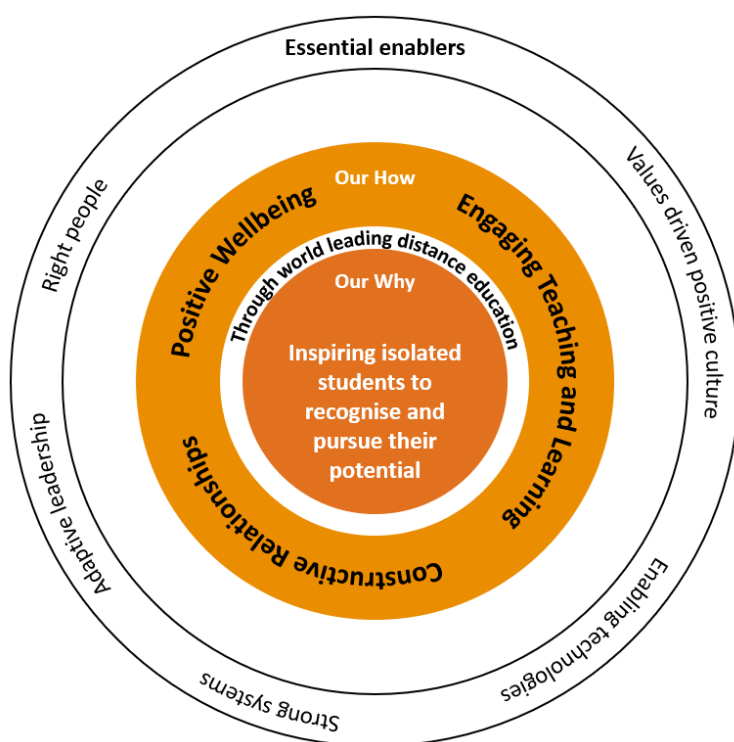 Essential enablers
Values driven positive culture
Enabling technologies
Strong systems
Adaptive leadership
Right people
Our How
Engaging Teaching and Learning
Constructive Relationships
Positive Wellbeing
Through world leading distance education
Our Why
Inspiring isolated
students to
recognise and
pursue their
potential